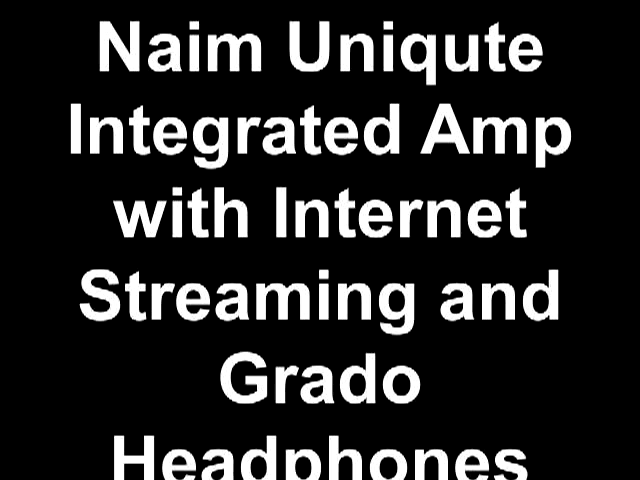 Naim Uniqute
Integrated Amp
with Internet
Streaming and
Grado
Headphones